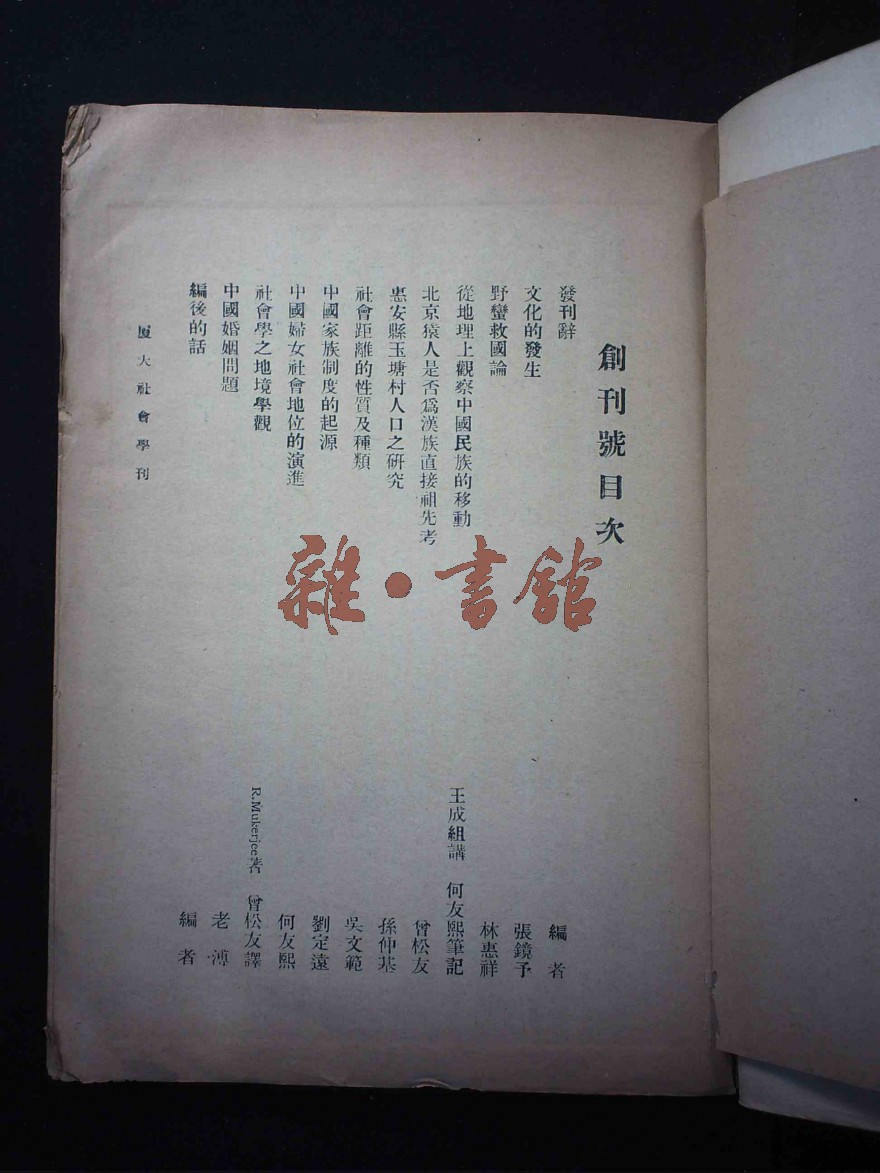 創刊號目次
發刊辭 編者
文化的發生 張鏡予
野蠻救國論 林惠祥
從地理上觀察中國民族的移動 王成組講 何友熙筆記
北京猿人是否爲漢族直接祖先考 曾松友
惠安縣玉塘村人口之研究 孫仲基
社會距離的性質及種類 吳文範
中國家族制度的起源 劉定遠
中國婦女社會地位的演進 何友熙
社會學之地境學觀 R.Mukerjee著 曾松友譯
中國婚姻問題 老溥
編後的話 編者
廈大社會學刊
雜·書館